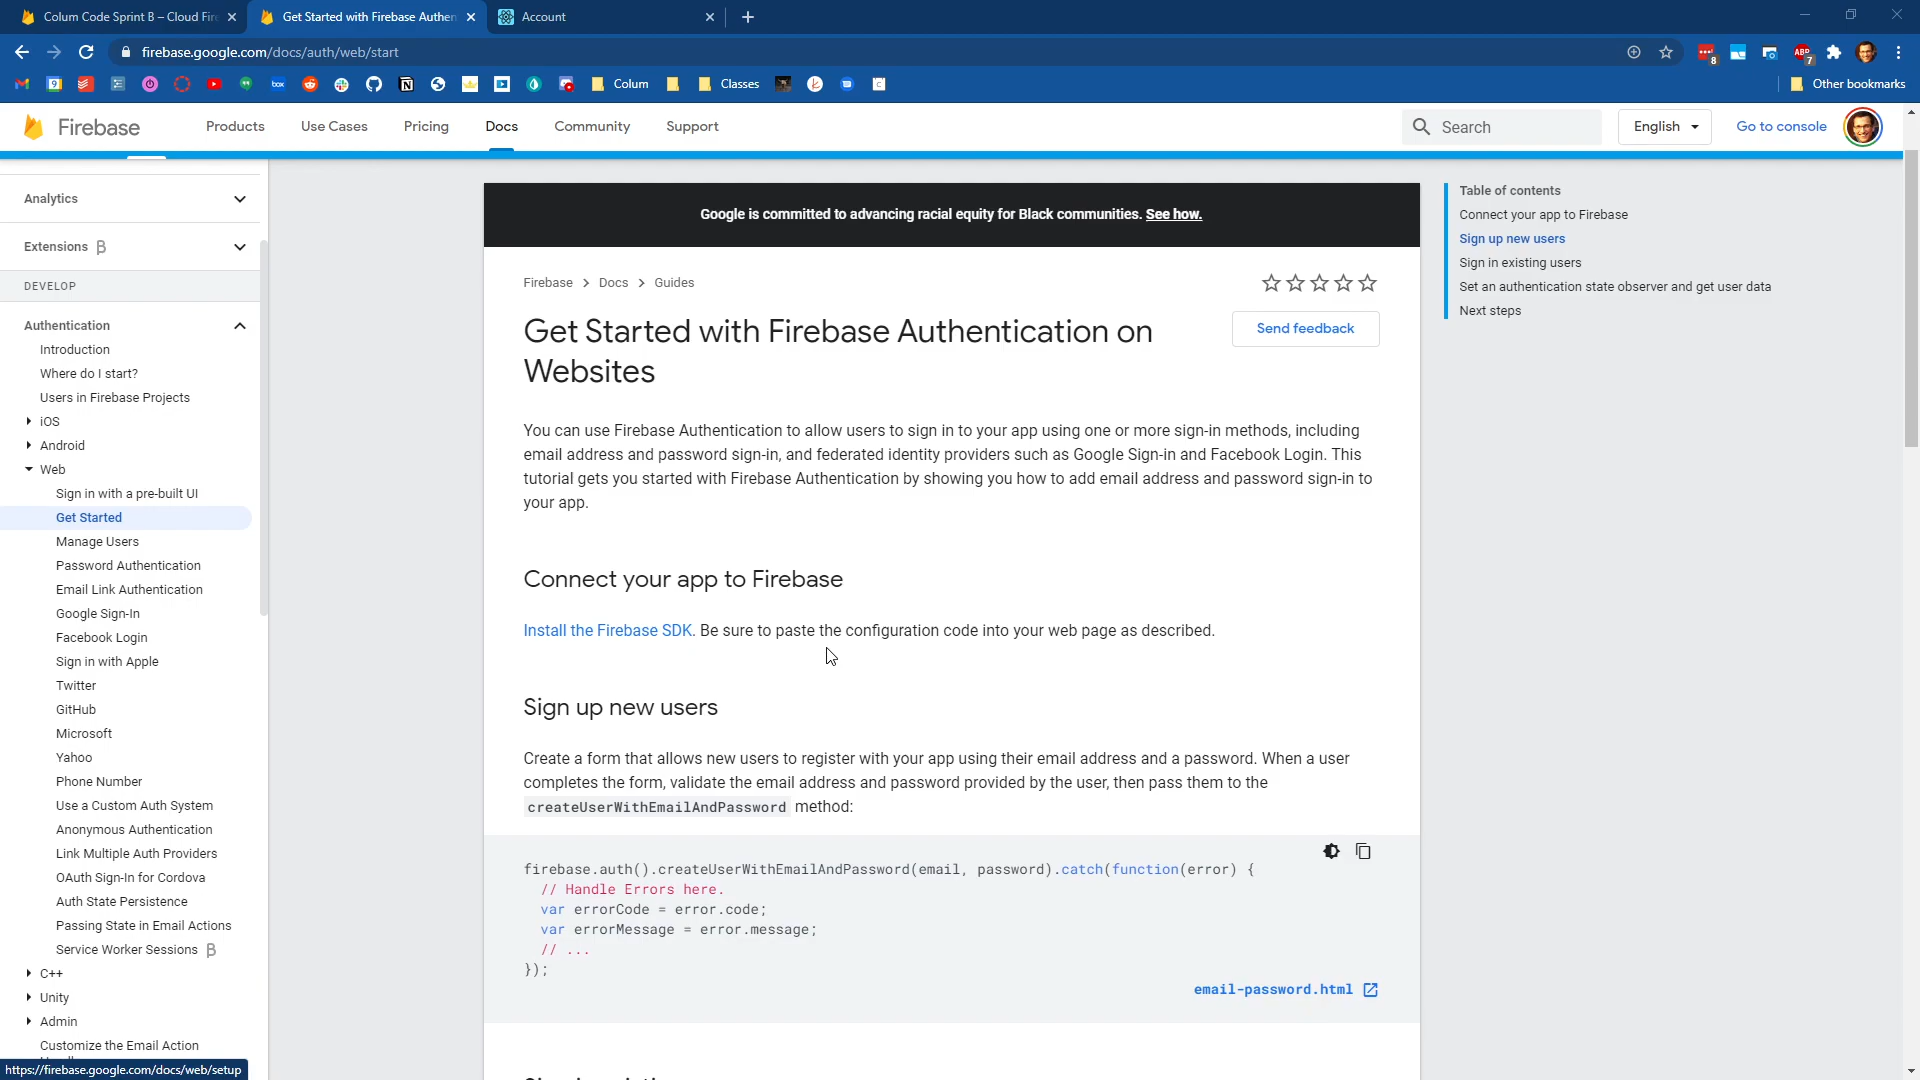 Colum Code Sprint B – Cloud Fir
Get Started with Firebase Authen
Account
firebase.google.com/docs/auth/web/start
Colum
Classes
Other bookmarks
Firebase
Products
Use Cases
Pricing
Docs
Community
Support
Search
English
Go to console
Analytics
Extensions
DEVELOP
Authentication
Introduction
Where do I start?
Users in Firebase Projects
iOS
Android
Web
Sign in with a pre-built UI
Get Started
Manage Users
Password Authentication
Email Link Authentication
Google Sign-In
Facebook Login
Sign in with Apple
Twitter
GitHub
Microsoft
Yahoo
Phone Number
Use a Custom Auth System
Anonymous Authentication
Link Multiple Auth Providers
OAuth Sign-In for Cordova
Auth State Persistence
Passing State in Email Actions
Service Worker Sessions
C++
Unity
Admin
Customize the Email Action
https://firebase.google.com/docs/web/setup
Google is committed to advancing racial equity for Black communities. See how.
Firebase > Docs > Guides
Get Started with Firebase Authentication on
Websites
Send feedback
You can use Firebase Authentication to allow users to sign in to your app using one or more sign-in methods, including
email address and password sign-in, and federated identity providers such as Google Sign-in and Facebook Login. This
tutorial gets you started with Firebase Authentication by showing you how to add email address and password sign-in to
your app.
Connect your app to Firebase
Install the Firebase SDK. Be sure to paste the configuration code into your web page as described.
Sign up new users
Create a form that allows new users to register with your app using their email address and a password. When a user
completes the form, validate the email address and password provided by the user, then pass them to the
createUserWithEmailAndPassword method:
firebase.auth().createUserWithEmailAndPassword(email, password).catch(function(error) {
// Handle Errors here.
var errorCode = error.code;
var errorMessage = error.message;
// ...
});
email-password.html
Table of contents
Connect your app to Firebase
Sign up new users
Sign in existing users
Set an authentication state observer and get user data
Next steps